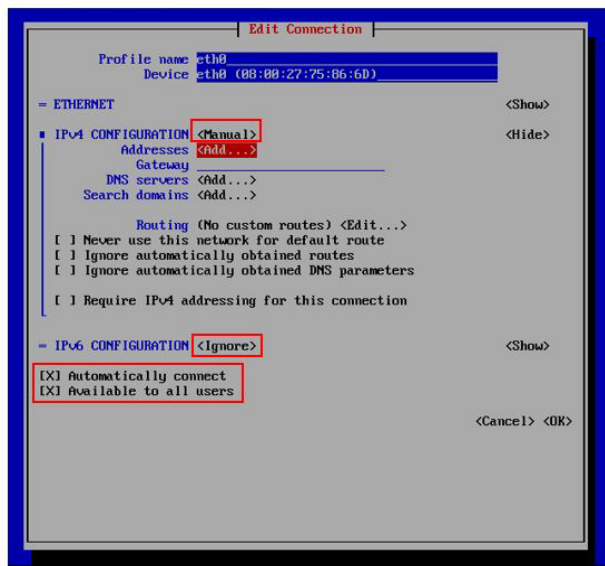 Edit Connection
Profile name eth0
Device eth0 (08:00:27:75:86:6D)
= ETHERNET <Show>
IPv4 CONFIGURATION <Manual> <Hide>
Addresses <Add...>
Gateway
DNS servers <Add...>
Search domains <Add...>
Routing (No custom routes) <Edit...>
[ ] Never use this network for default route
[ ] Ignore automatically obtained routes
[ ] Ignore automatically obtained DNS parameters
[ ] Require IPv4 addressing for this connection
= IPv6 CONFIGURATION <Ignore> <Show>
[X] Automatically connect
[X] Available to all users
<Cancel> <OK>